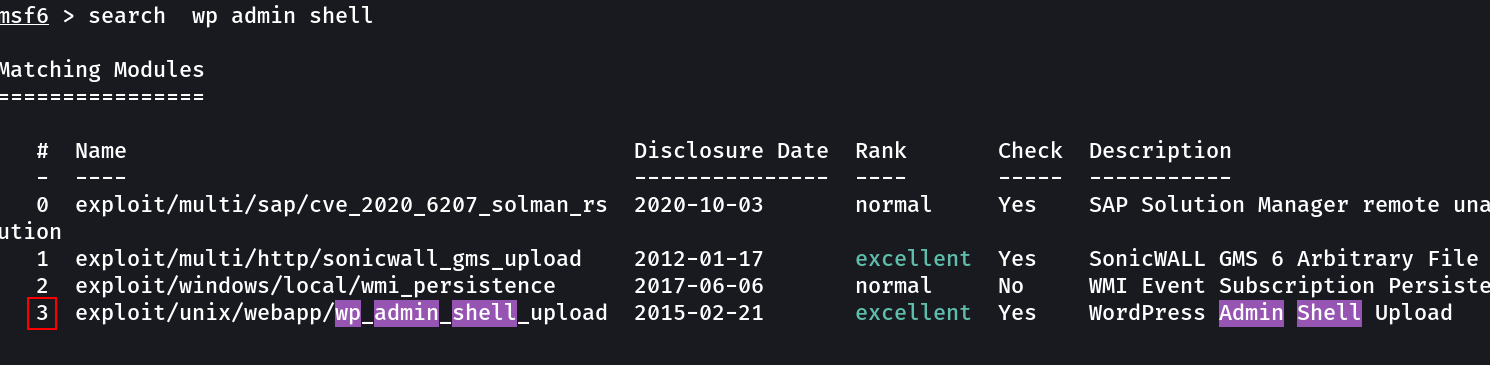 msf6 > search  wp admin shell
Matching Modules
================
#  Name                                       Disclosure Date  Rank       Check  Description
-  ----                                       ---------------  ----       -----  -----------
0  exploit/multi/sap/cve_2020_6207_solman_rs  2020-10-03       normal     Yes    SAP Solution Manager remote una
ution
1  exploit/multi/http/sonicwall_gms_upload    2012-01-17       excellent  Yes    SonicWALL GMS 6 Arbitrary File
2  exploit/windows/local/wmi_persistence      2017-06-06       normal     No     WMI Event Subscription Persiste
3  exploit/unix/webapp/wp_admin_shell_upload  2015-02-21       excellent  Yes    WordPress Admin Shell Upload